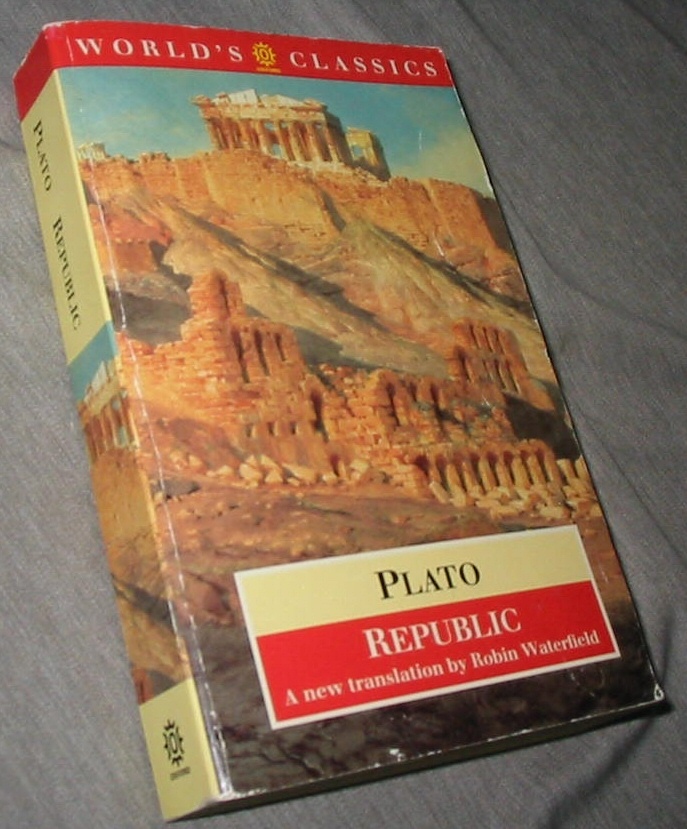 WORLD'S CLASSICS
PLATO REPUBLIC
PLATO
REPUBLIC
A new translation by Robin Waterfield